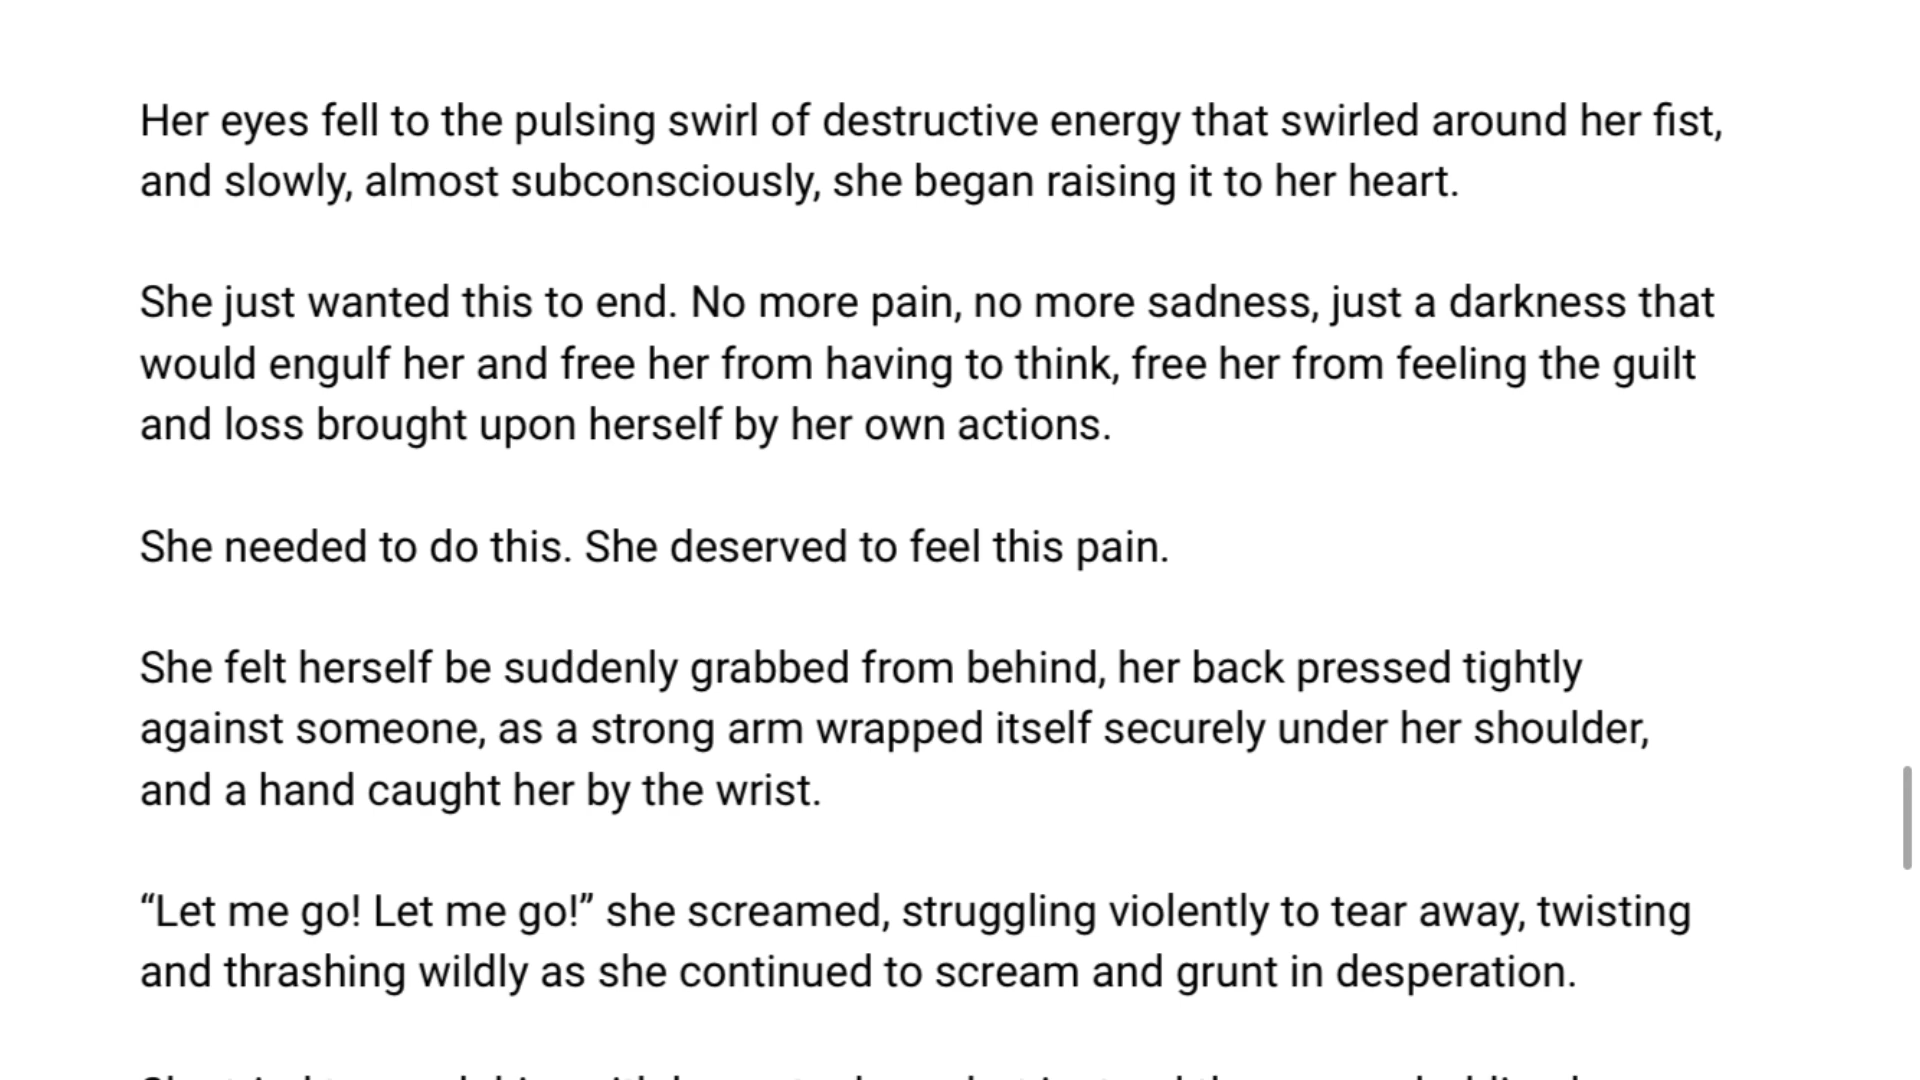 Her eyes fell to the pulsing swirl of destructive energy that swirled around her fist,
and slowly, almost subconsciously, she began raising it to her heart.
She just wanted this to end. No more pain, no more sadness, just a darkness that
would engulf her and free her from having to think, free her from feeling the guilt
and loss brought upon herself by her own actions.
She needed to do this. She deserved to feel this pain.
She felt herself be suddenly grabbed from behind, her back pressed tightly
against someone, as a strong arm wrapped itself securely under her shoulder,
and a hand caught her by the wrist.
“Let me go! Let me go!” she screamed, struggling violently to tear away, twisting
and thrashing wildly as she continued to scream and grunt in desperation.